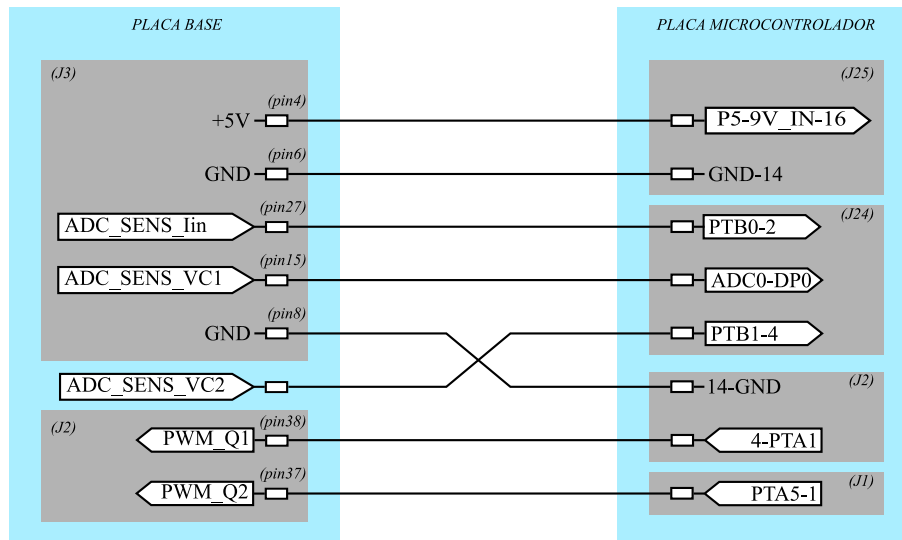 PLACA BASE
(J3)
(pin4)
+5V
(pin6)
GND
(pin27)
ADC_SENS_Iin
(pin15)
ADC_SENS_VC1
(pin8)
GND
ADC_SENS_VC2
(J2)
(pin38)
PWM_Q1
(pin37)
PWM_Q2
PLACA MICROCONTROLADOR
(J25)
P5-9V_IN-16
GND-14
(J24)
PTB0-2
ADC0-DP0
PTB1-4
(J2)
14-GND
4-PTA1
(J1)
PTA5-1